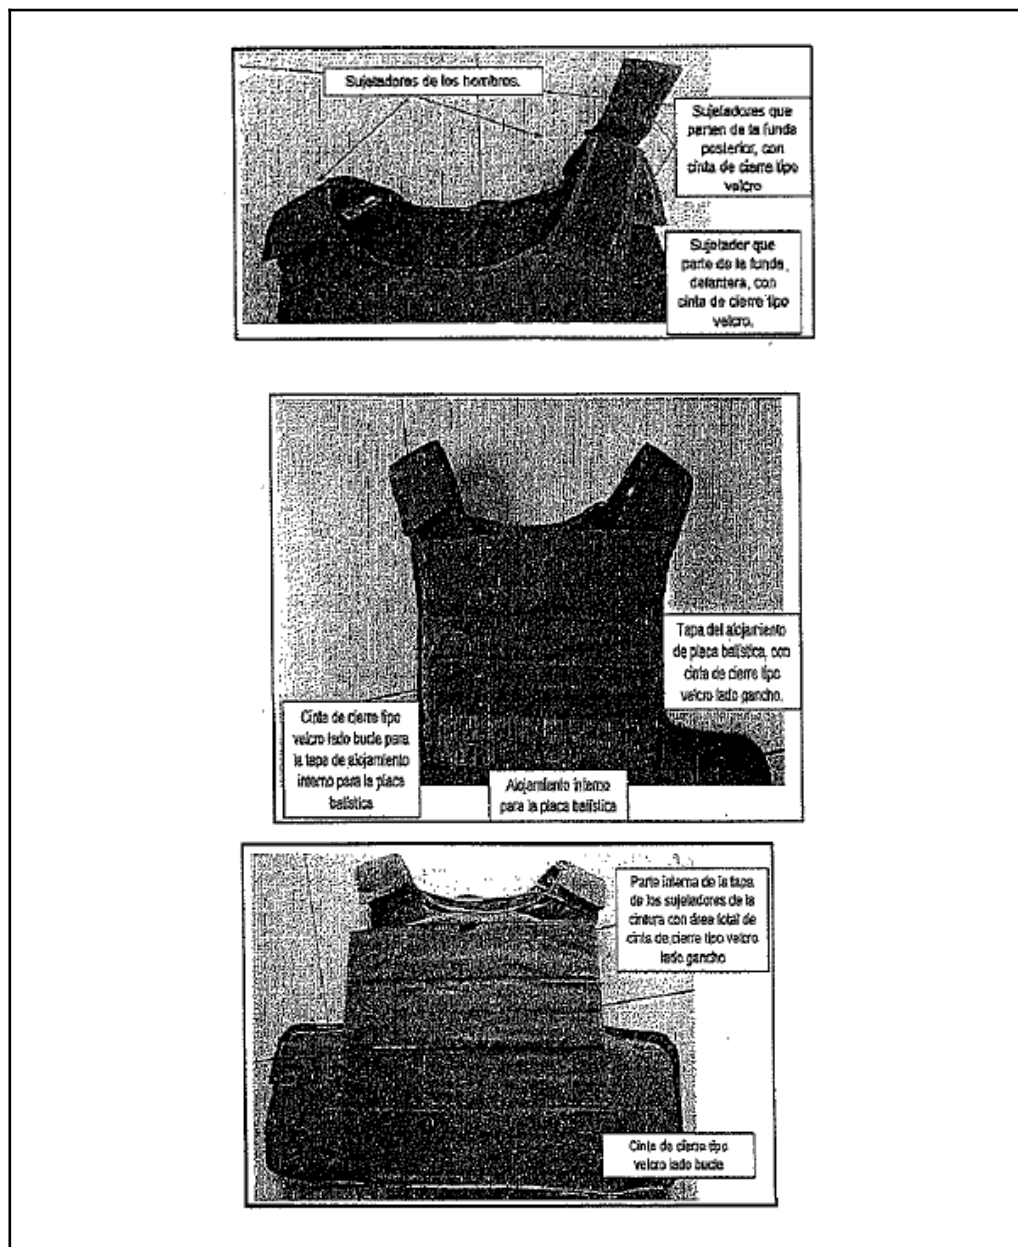 Sujetadores de los hombros.
Sujetadores que
parten de la funda
posterior, con
cinta de cierre tipo
velcro
Sujetador que
parte de la funda,
delantera, con
cinta de cierre tipo
velcro.
Tapa del alojamiento
de placa balística, con
cinta de cierre tipo
velcro lado gancho.
Cinta de cierre tipo
velcro lado bucle para
la tapa de alojamiento
interno para la placa
balística
Alojamiento interno
para la placa balística
Parte interna de la tapa
de los sujetadores de la
cintura con área total de
cinta de cierre tipo velcro
lado gancho
Cinta de cierre tipo
velcro lado bucle